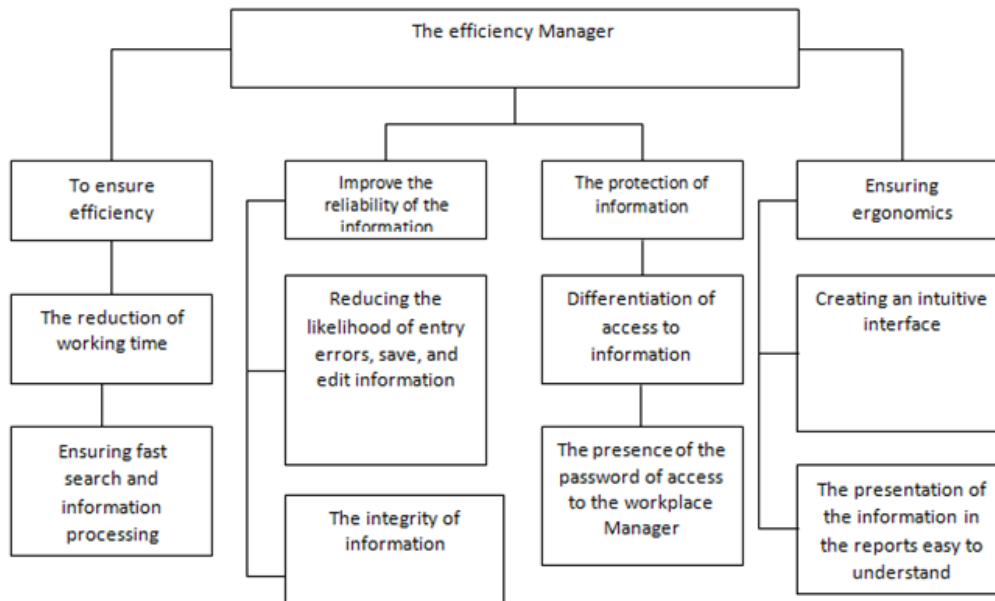 The efficiency Manager
To ensure
efficiency
Improve the
reliability of the
information
The protection of
information
Ensuring
ergonomics
The reduction of
working time
Reducing the
likelihood of entry
errors, save, and
edit information
Differentiation of
access to
information
Creating an intuitive
interface
Ensuring fast
search and
information
processing
The integrity of
information
The presence of the
password of access
to the workplace
Manager
The presentation of
the information in
the reports easy to
understand